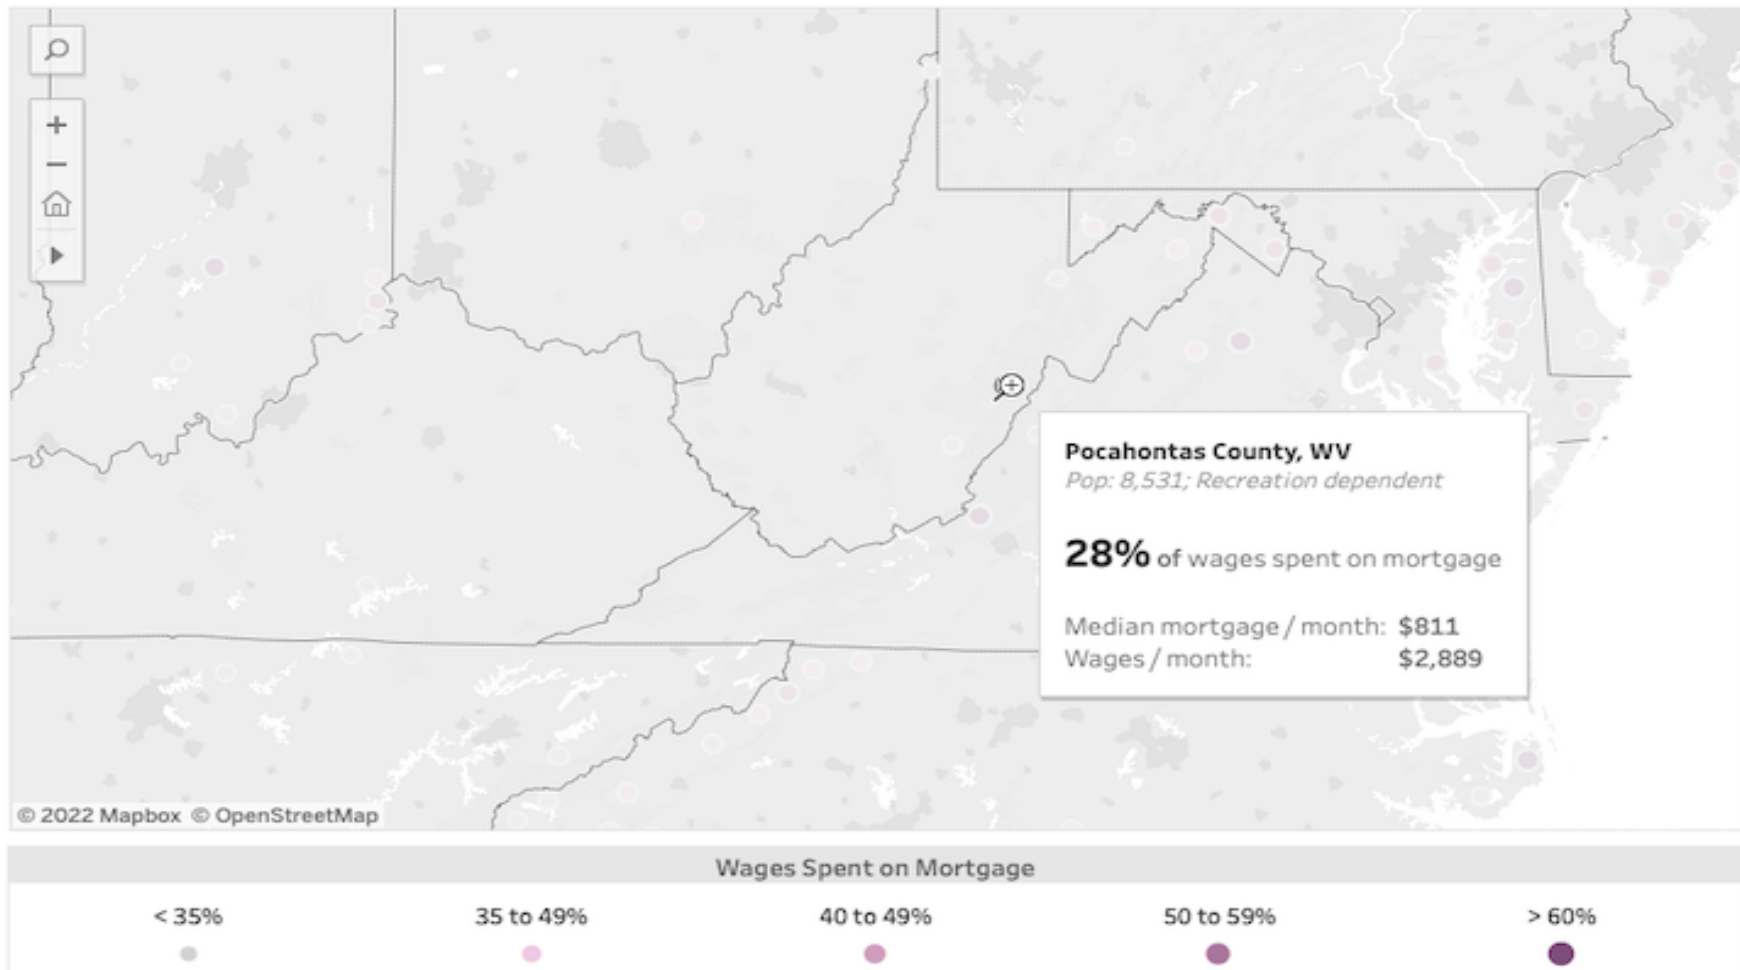 Pocahontas County, WV
Pop: 8,531; Recreation dependent
28% of wages spent on mortgage
Median mortgage / month: $811
Wages / month: $2,889
© 2022 Mapbox © OpenStreetMap
Wages Spent on Mortgage
< 35% 35 to 49% 40 to 49% 50 to 59% > 60%